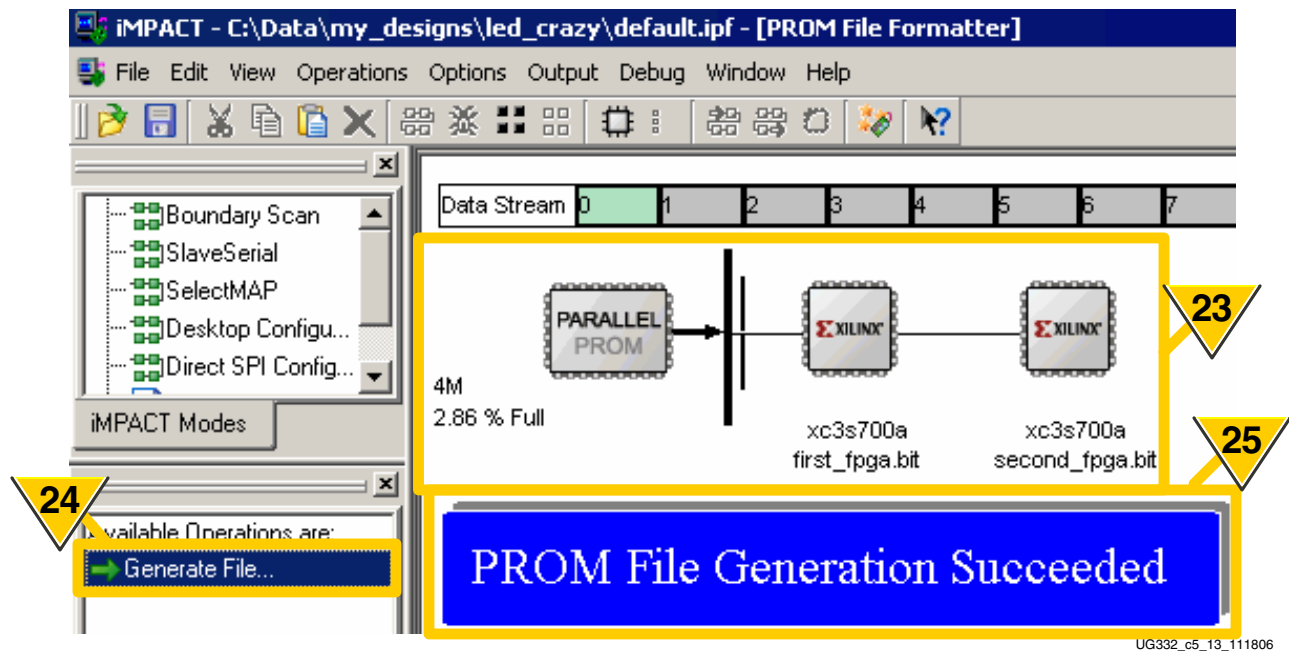 iMPACT - C:\Data\my_designs\led_crazy\default.ipf - [PROM File Formatter]
File Edit View Operations Options Output Debug Window Help
Data Stream 0 1 2 3 4 5 6 7
Boundary Scan
SlaveSerial
SelectMAP
Desktop Configu...
Direct SPI Config...
iMPACT Modes
PARALLEL
PROM
XILINX
XILINX
23
4M
2.86 % Full
xc3s700a
first_fpga.bit
xc3s700a
second_fpga.bit
25
24
Available Operations are:
Generate File...
PROM File Generation Succeeded
UG332_c5_13_111806